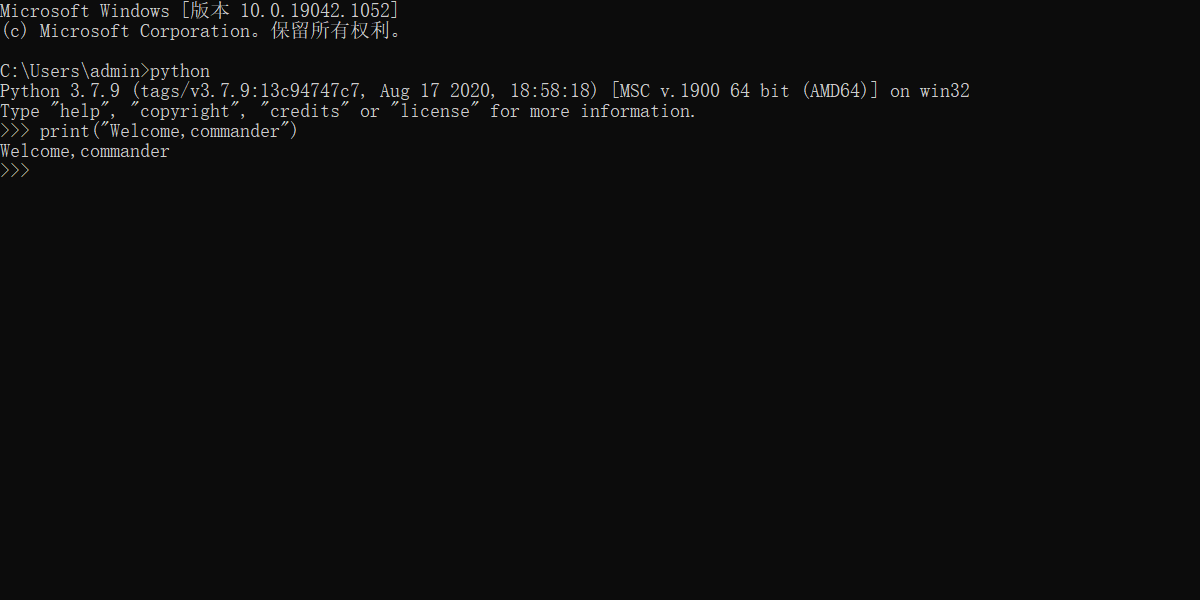 Microsoft Windows [版本 10.0.19042.1052]
(c) Microsoft Corporation。保留所有权利。
C:\Users\admin>python
Python 3.7.9 (tags/v3.7.9:13c94747c7, Aug 17 2020, 18:58:18) [MSC v.1900 64 bit (AMD64)] on win32
Type "help", "copyright", "credits" or "license" for more information.
>>> print("Welcome,commander")
Welcome,commander
>>>